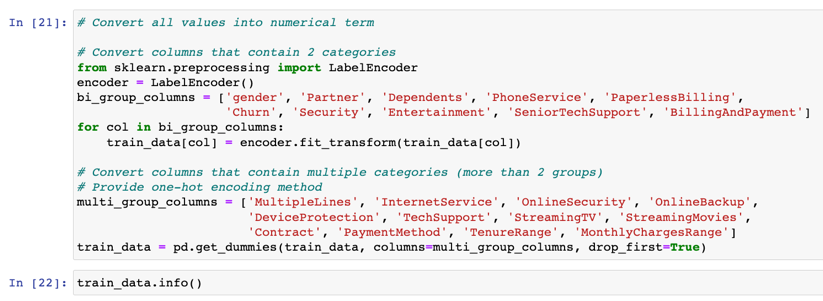 In [21]: # Convert all values into numerical term
# Convert columns that contain 2 categories
from sklearn.preprocessing import LabelEncoder
encoder = LabelEncoder()
bi_group_columns = ['gender', 'Partner', 'Dependents', 'PhoneService', 'PaperlessBilling',
'Churn', 'Security', 'Entertainment', 'SeniorTechSupport', 'BillingAndPayment']
for col in bi_group_columns:
train_data[col] = encoder.fit_transform(train_data[col])
# Convert columns that contain multiple categories (more than 2 groups)
# Provide one-hot encoding method
multi_group_columns = ['MultipleLines', 'InternetService', 'OnlineSecurity', 'OnlineBackup',
'DeviceProtection', 'TechSupport', 'StreamingTV', 'StreamingMovies',
'Contract', 'PaymentMethod', 'TenureRange', 'MonthlyChargesRange']
train_data = pd.get_dummies(train_data, columns=multi_group_columns, drop_first=True)
In [22]: train_data.info()